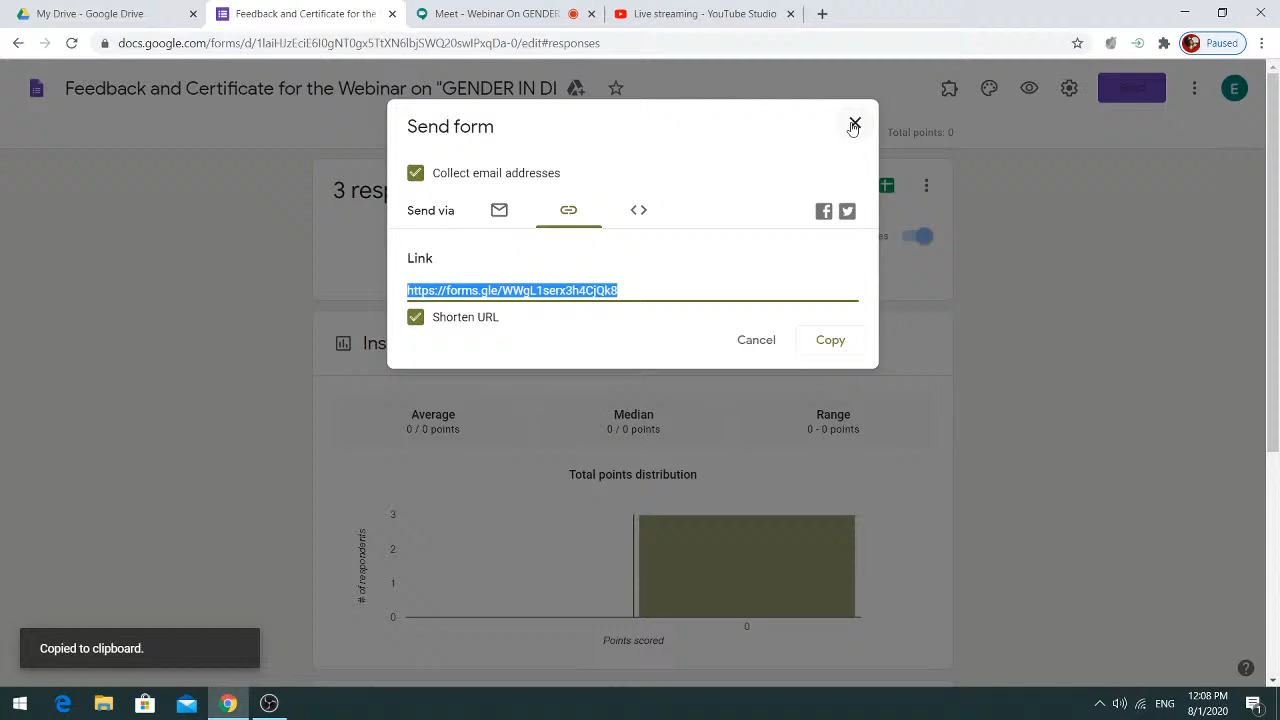 My Drive - Google Drive
Feedback and Certificate for the
Meet - Webinar On "GENDER IN
Live streaming - YouTube Studio
docs.google.com/forms/d/1IaiHJzEciE6I0gNT0gx5TtXN6IbjSWQ20swIPxqDa-0/edit#responses
Paused
Feedback and Certificate for the Webinar on "GENDER IN DI
Send
E
Total points: 0
Send form
Collect email addresses
3 resp
Send via
Link
https://forms.gle/WWgL1serx3h4CjQk8
Shorten URL
Cancel
Copy
Ins
Average
Median
Range
0 / 0 points
0 / 0 points
0 - 0 points
Total points distribution
3
2
1
0
# of respondents
0
Points scored
Copied to clipboard.
ENG
12:08 PM
8/1/2020
1